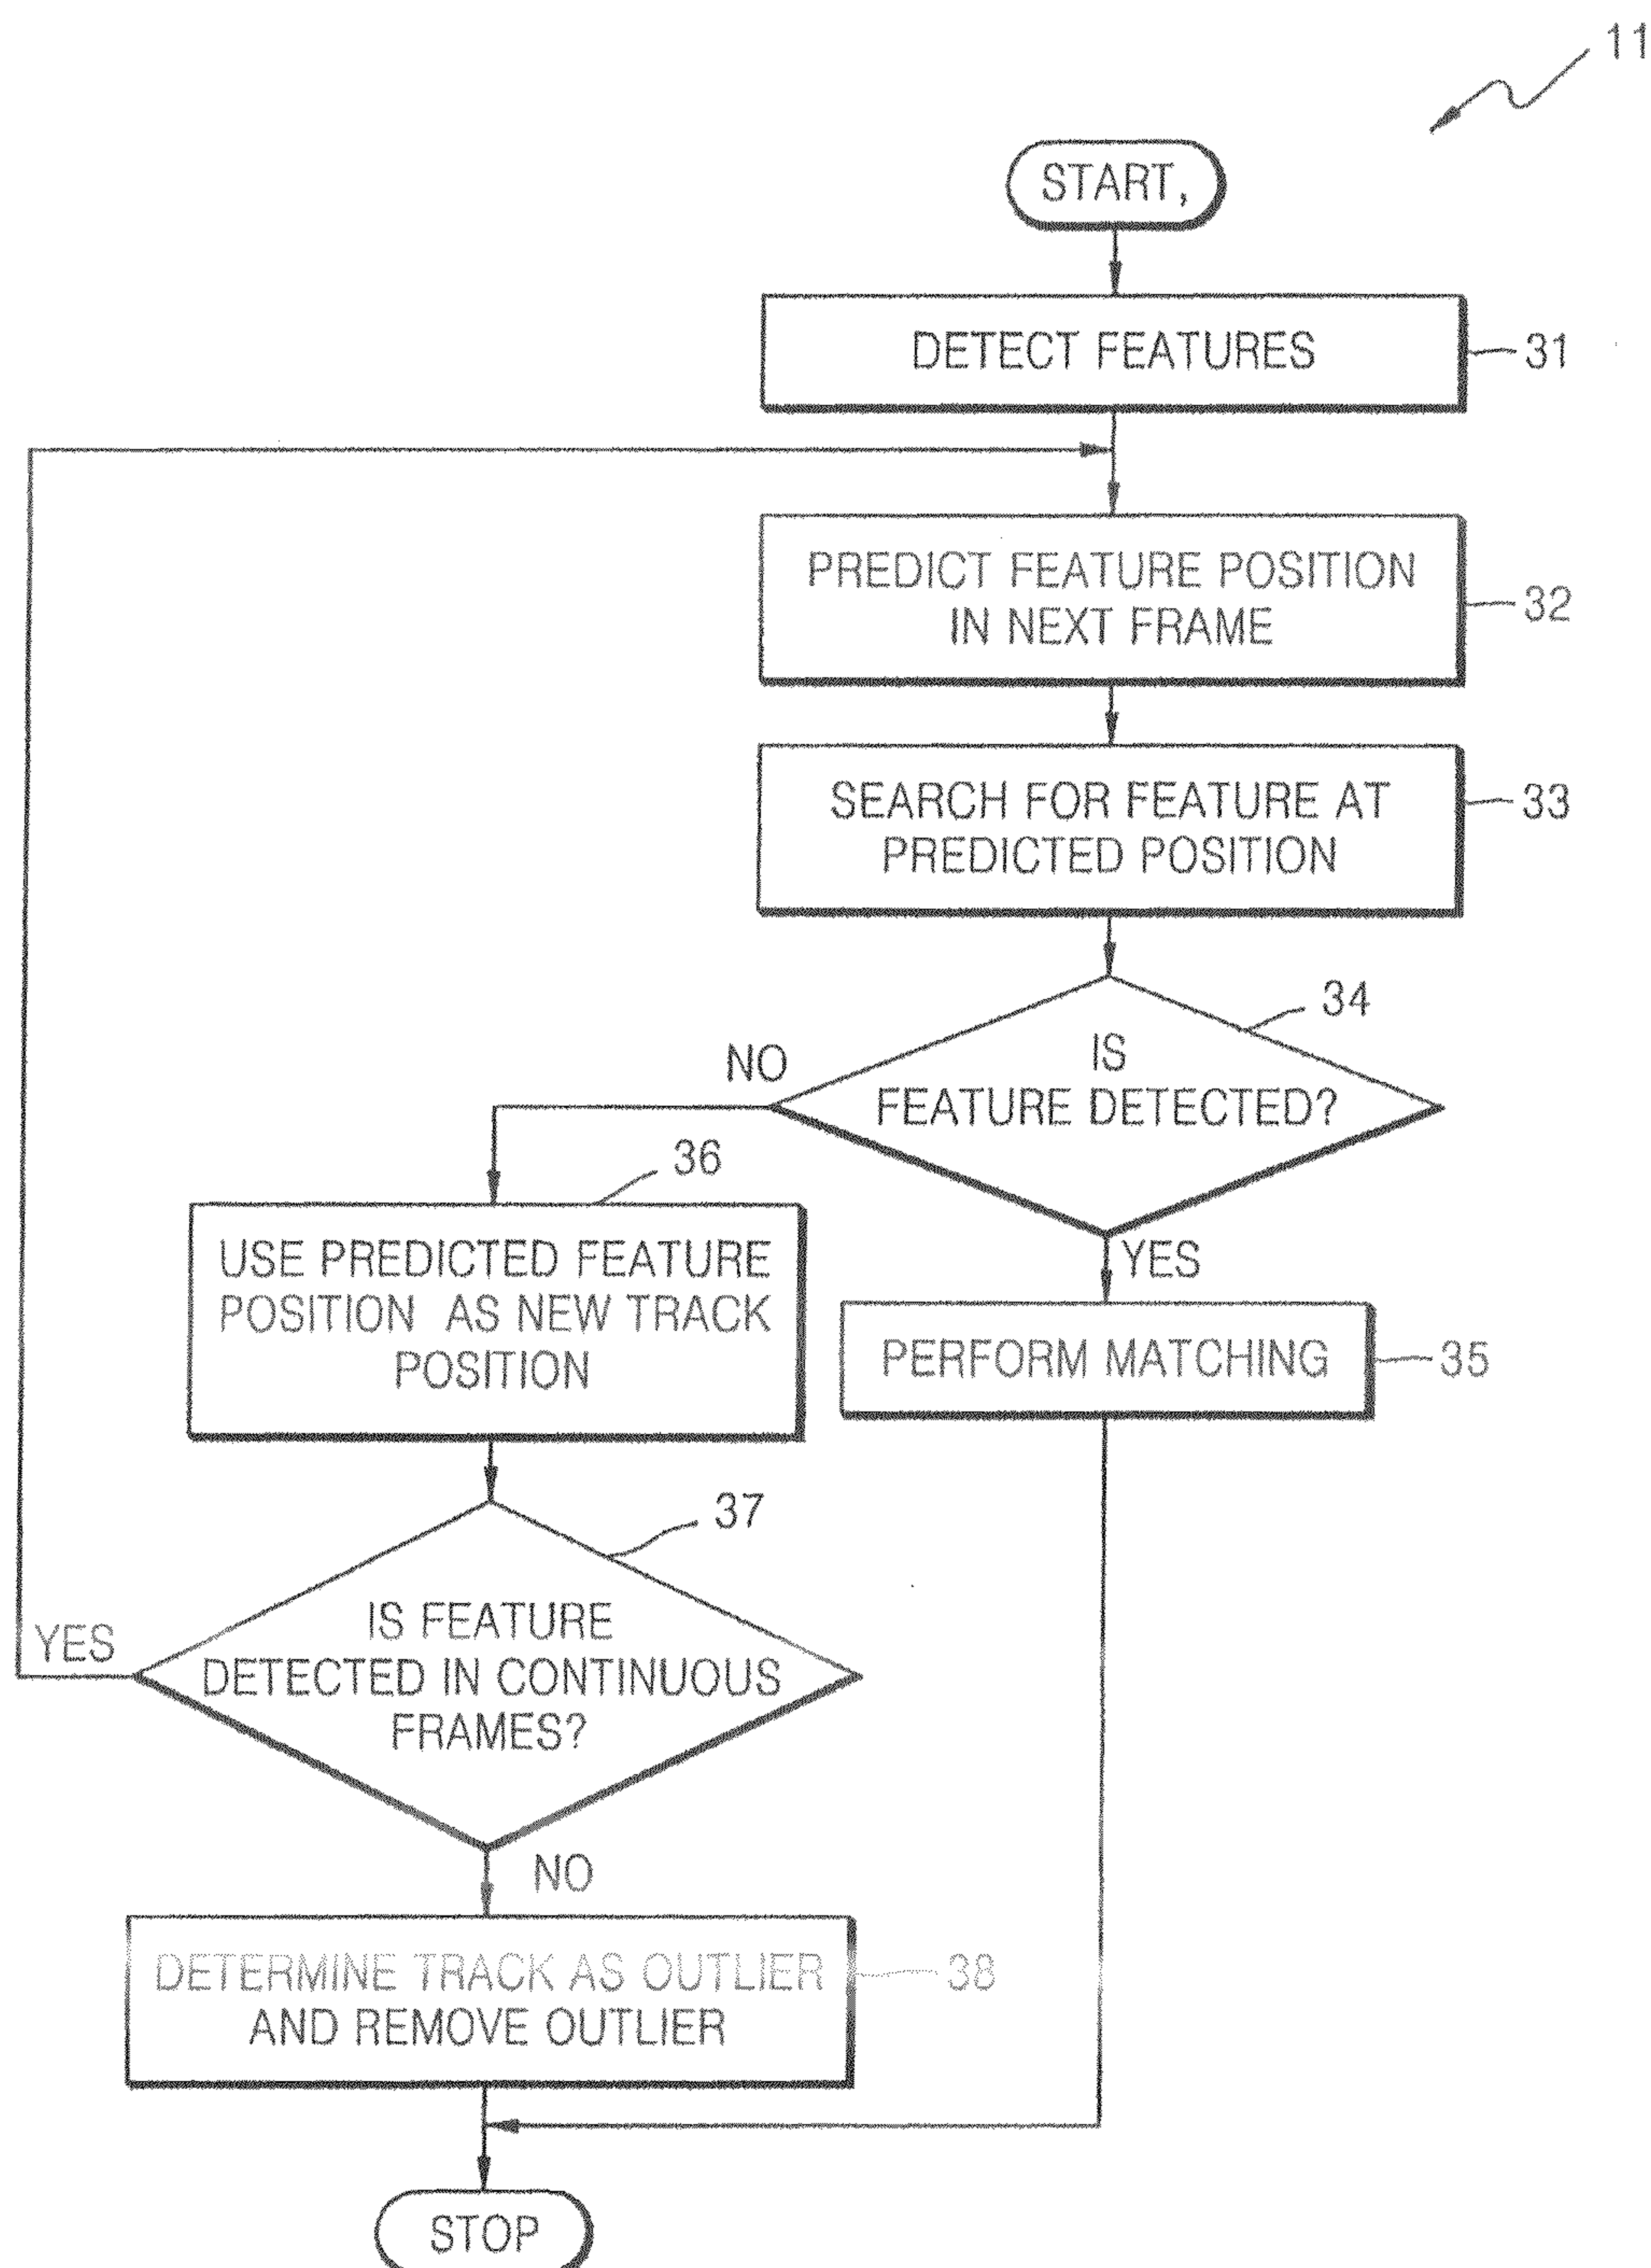 11
START,
DETECT FEATURES
31
PREDICT FEATURE POSITION
IN NEXT FRAME
32
SEARCH FOR FEATURE AT
PREDICTED POSITION
33
34
IS
FEATURE DETECTED?
NO
YES
36
USE PREDICTED FEATURE
POSITION AS NEW TRACK
POSITION
PERFORM MATCHING
35
37
IS FEATURE
DETECTED IN CONTINUOUS
FRAMES?
YES
NO
DETERMINE TRACK AS OUTLIER
AND REMOVE OUTLIER
38
STOP